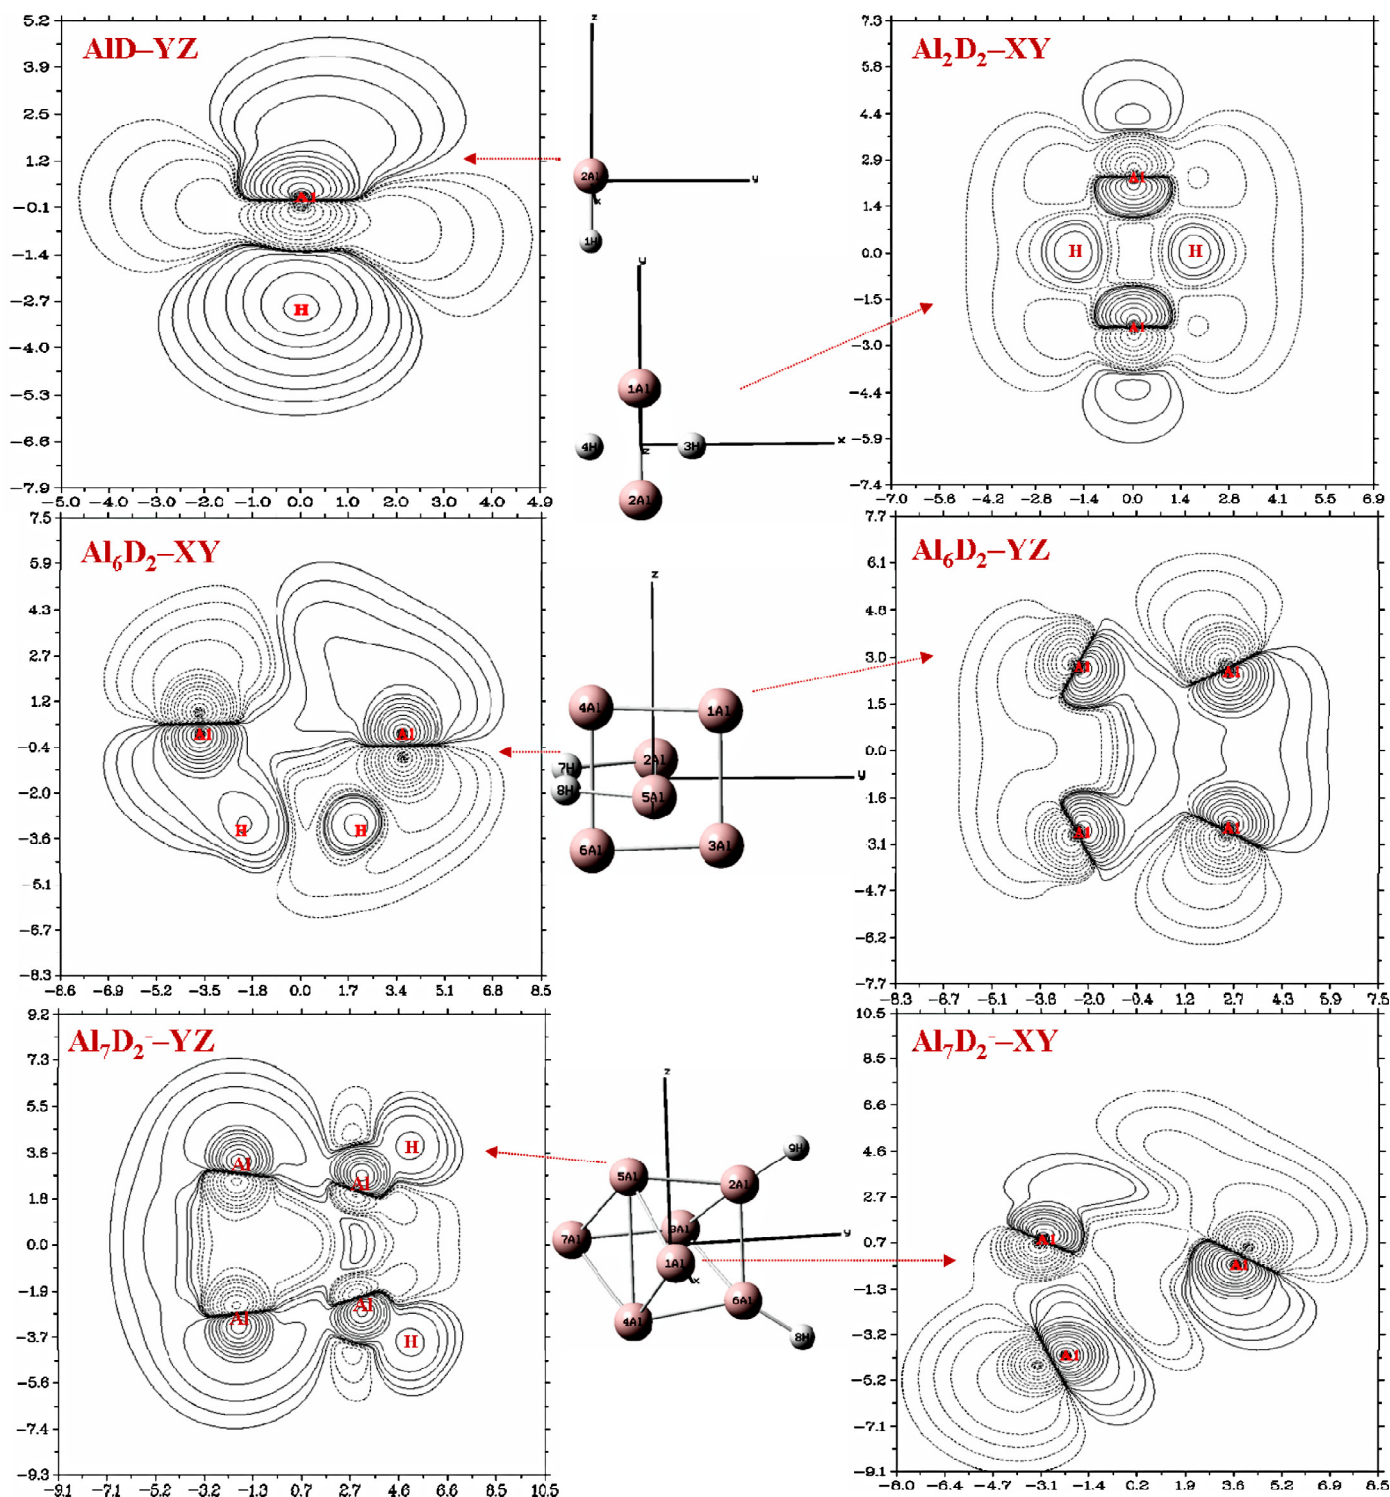 AlD–YZ
5.2
3.9
2.5
1.2
−0.1
−1.4
−2.7
−4.0
−5.3
−6.6
−7.9
Al
H
−5.0 −4.0 −3.0 −2.0 −1.0 0.0 1.0 2.0 3.0 3.9 4.9
z
2Al
y
x
1H
Al₂D₂–XY
7.3
5.8
4.4
2.9
1.4
0.0
−1.5
−3.0
−4.4
−5.9
−7.4
Al
H H
Al
−7.0 −5.6 −4.2 −2.8 −1.4 0.0 1.4 2.8 4.1 5.5 6.9
y
1Al
4H 3H x
z
2Al
Al₆D₂–XY
7.5
5.9
4.3
2.7
1.2
−0.4
−2.0
−3.6
−5.1
−6.7
−8.3
Al Al
H H
−8.6 −6.9 −5.2 −3.5 −1.8 0.0 1.7 3.4 5.1 6.8 8.5
z
4Al 1Al
7H 2Al
y
8H 5Al
6Al 3Al
Al₆D₂–YZ
7.7
6.1
4.6
3.0
1.5
0.0
−1.6
−3.1
−4.7
−6.2
−7.7
Al Al
Al Al
−8.3 −6.7 −5.1 −3.6 −2.0 −0.4 1.2 2.7 4.3 5.9 7.5
Al₇D₂⁻–YZ
9.2
7.3
5.5
3.6
1.8
0.0
−1.9
−3.7
−5.6
−7.4
−9.3
H
Al
Al
Al
Al
H
−9.1 −7.1 −5.2 −3.2 −1.2 0.7 2.7 4.6 6.6 8.6 10.5
z
9H
5Al 2Al
7Al 3Al y
1Al
x
4Al 6Al
8H
Al₇D₂⁻–XY
10.5
8.5
6.6
4.6
2.7
0.7
−1.3
−3.2
−5.2
−7.1
−9.1
Al
Al
Al
−8.0 −6.3 −4.7 −3.1 −1.4 0.2 1.9 3.5 5.2 6.8 8.5